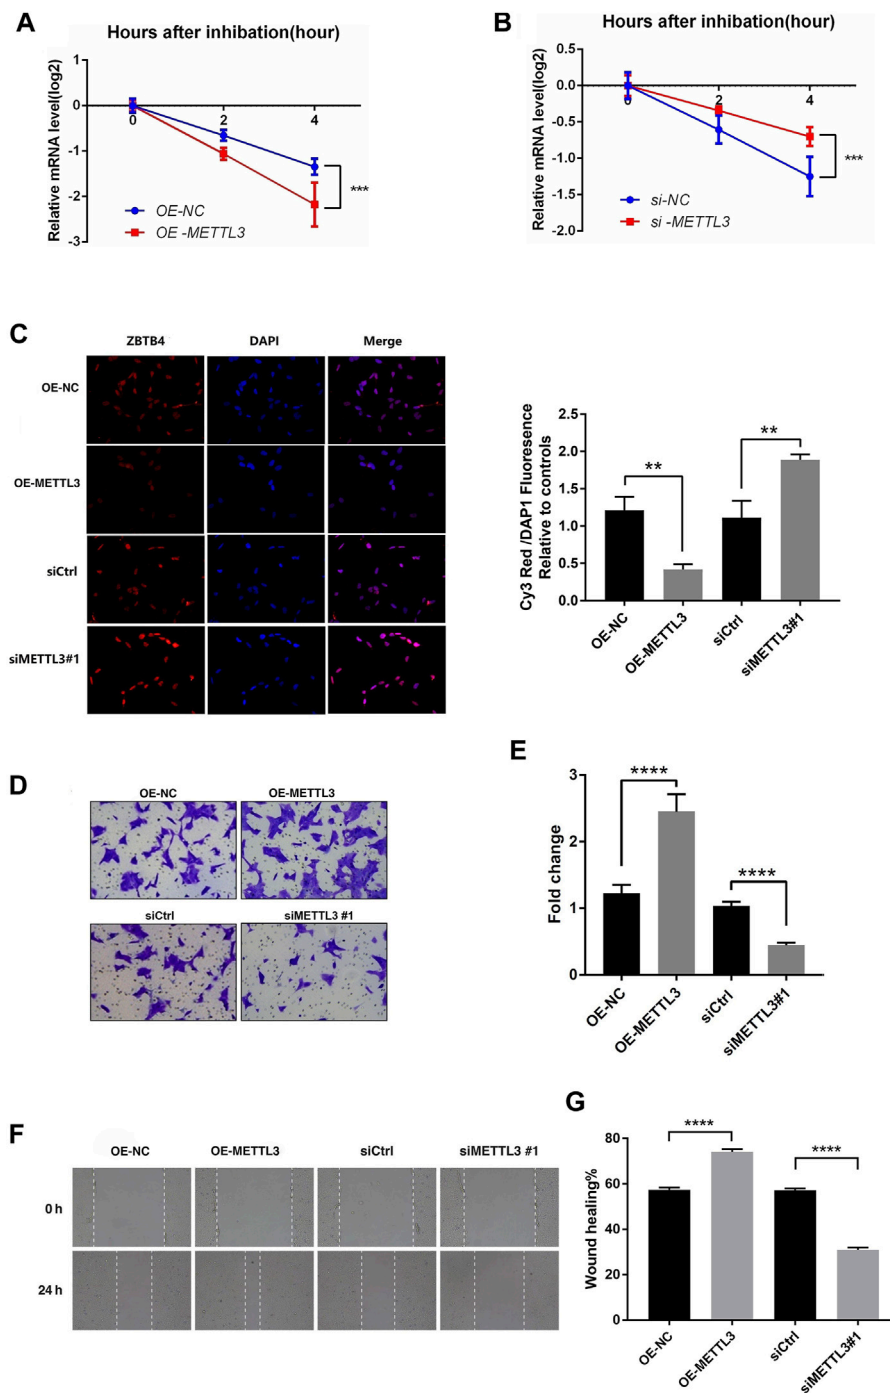 A
Hours after inhibation(hour)
Relative mRNA level(log2)
1
0
-1
-2
-3
0
2
4
***
OE-NC
OE -METTL3
B
Hours after inhibation(hour)
Relative mRNA level(log2)
0.5
0.0
-0.5
-1.0
-1.5
-2.0
0
2
4
***
si-NC
si -METTL3
C
ZBTB4
DAPI
Merge
OE-NC
OE-METTL3
siCtrl
siMETTL3#1
Cy3 Red /DAP1 Fluoresence
Relative to controls
2.5
2.0
1.5
1.0
0.5
0.0
**
**
OE-NC
OE-METTL3
siCtrl
siMETTL3#1
D
OE-NC
OE-METTL3
siCtrl
siMETTL3 #1
E
Fold change
3
2
1
0
****
****
OE-NC
OE-METTL3
siCtrl
siMETTL3#1
F
OE-NC
OE-METTL3
siCtrl
siMETTL3 #1
0 h
24 h
G
Wound healing%
80
60
40
20
0
****
****
OE-NC
OE-METTL3
siCtrl
siMETTL3#1